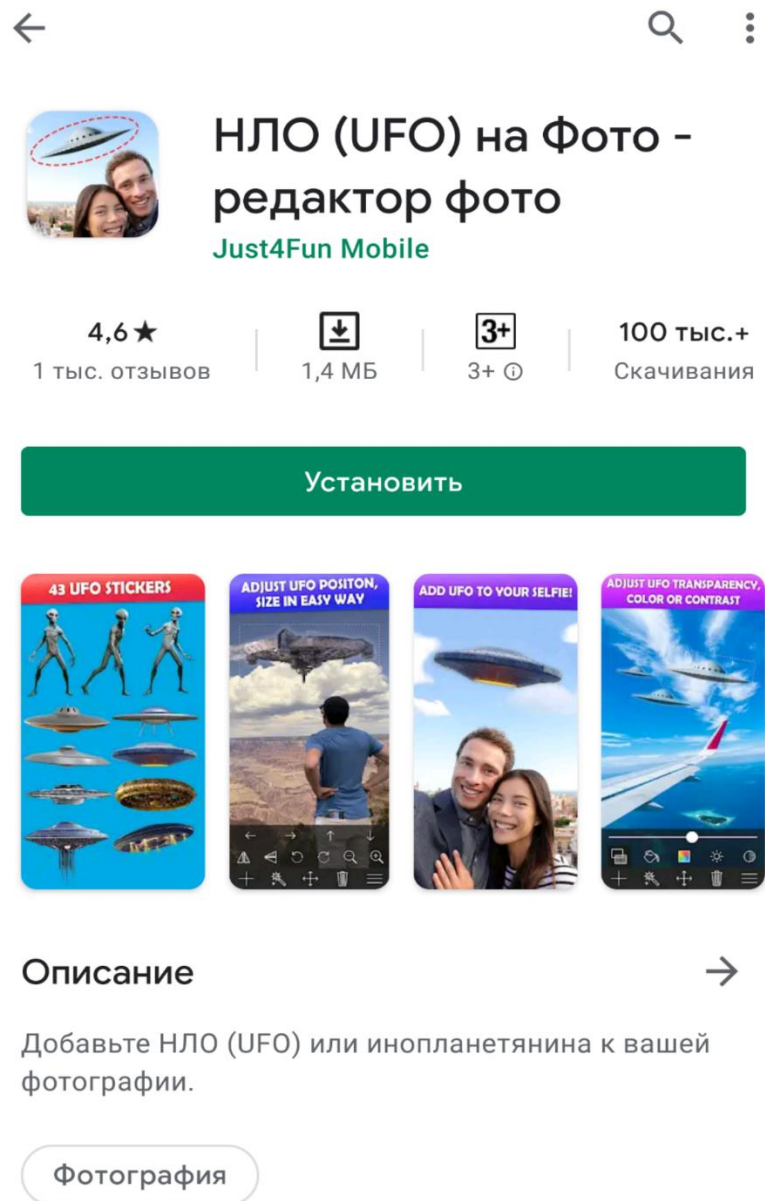 НЛО (UFO) на Фото -
редактор фото
Just4Fun Mobile
4,6★
1 тыс. отзывов
1,4 МБ
3+
3+
100 тыс.+
Скачивания
Установить
43 UFO STICKERS
ADJUST UFO POSITON,
SIZE IN EASY WAY
ADD UFO TO YOUR SELFIE!
ADJUST UFO TRANSPARENCY,
COLOR OR CONTRAST
Описание
Добавьте НЛО (UFO) или инопланетянина к вашей
фотографии.
Фотография